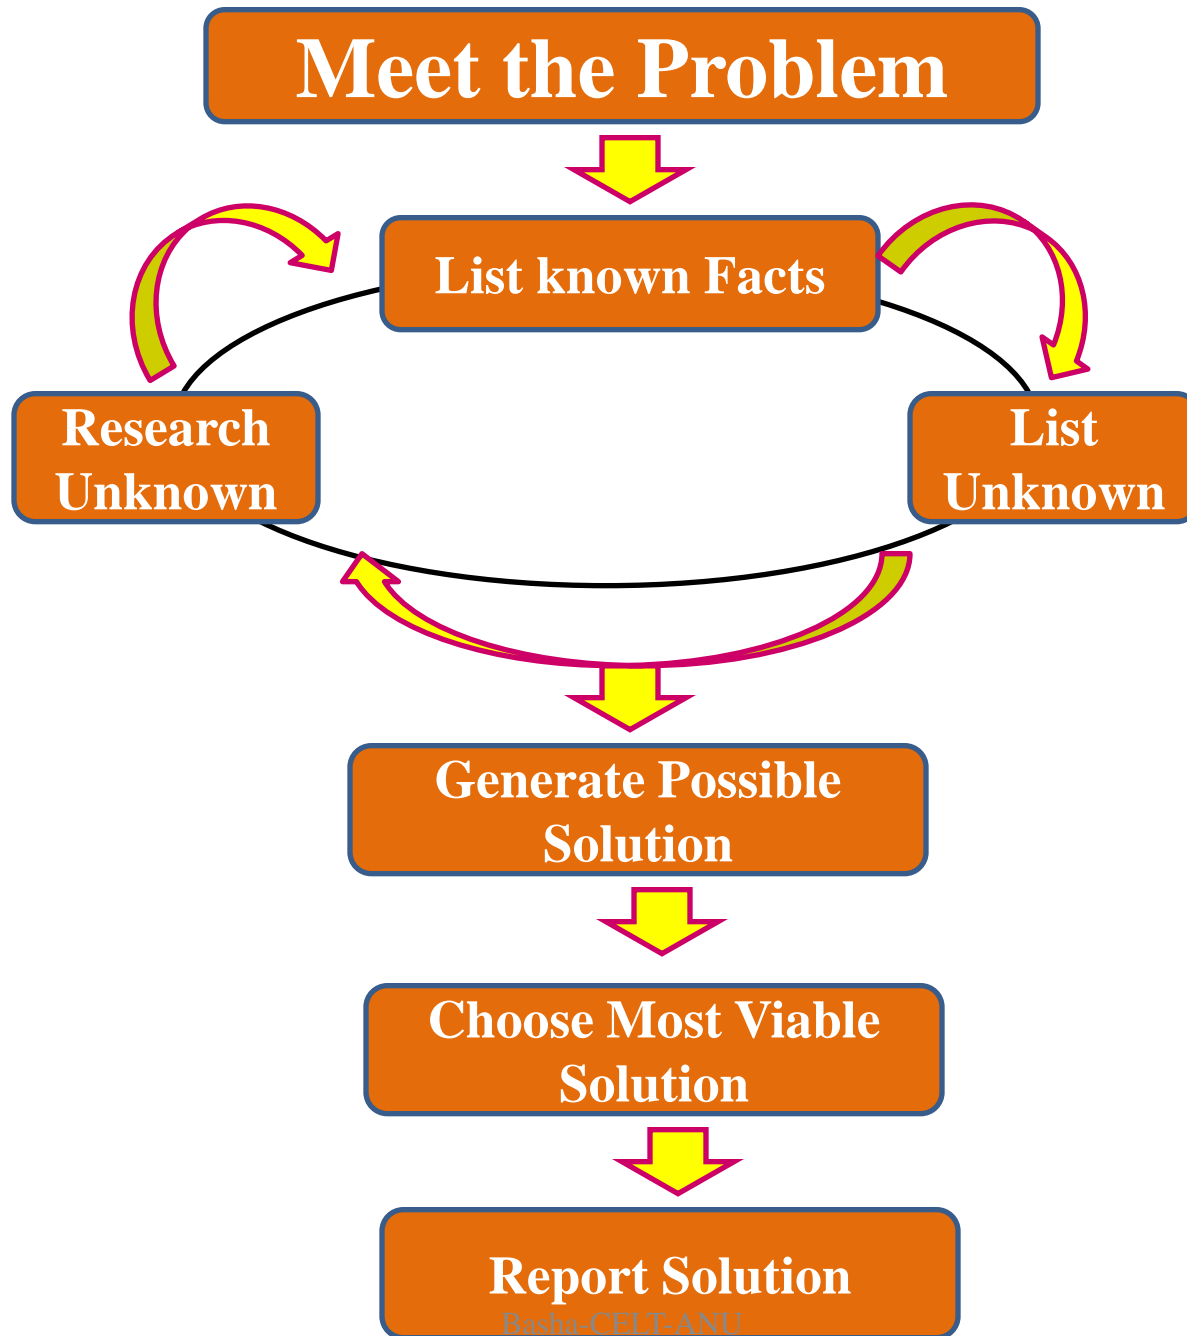 Meet the Problem
List known Facts
Research
Unknown
List
Unknown
Generate Possible
Solution
Choose Most Viable
Solution
Report Solution
Basha-CELT-ANU